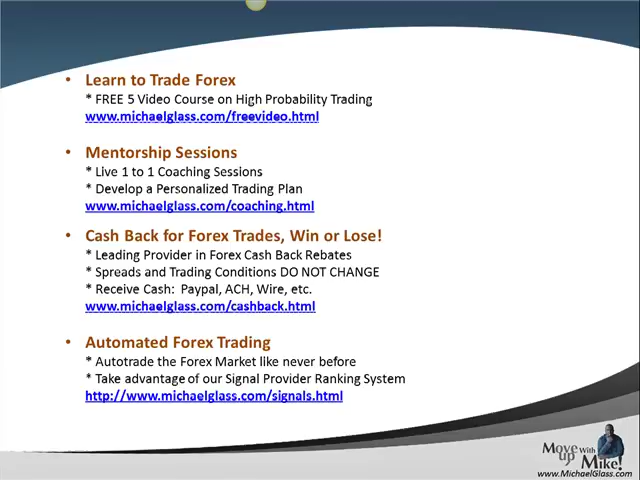 • Learn to Trade Forex
* FREE 5 Video Course on High Probability Trading
www.michaelglass.com/freevideo.html
• Mentorship Sessions
* Live 1 to 1 Coaching Sessions
* Develop a Personalized Trading Plan
www.michaelglass.com/coaching.html
• Cash Back for Forex Trades, Win or Lose!
* Leading Provider in Forex Cash Back Rebates
* Spreads and Trading Conditions DO NOT CHANGE
* Receive Cash: Paypal, ACH, Wire, etc.
www.michaelglass.com/cashback.html
• Automated Forex Trading
* Autotrade the Forex Market like never before
* Take advantage of our Signal Provider Ranking System
http://www.michaelglass.com/signals.html
Move up With Mike!
www.MichaelGlass.com